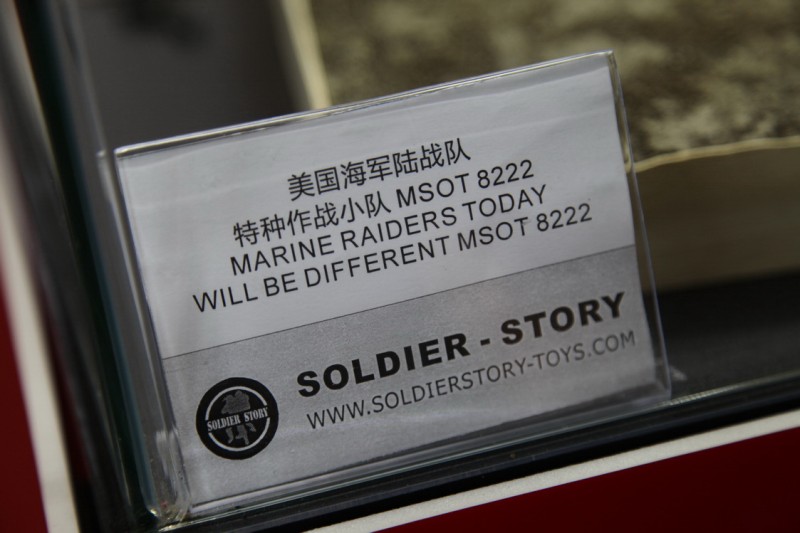 美国海军陆战队
特种作战小队 MSOT 8222
MARINE RAIDERS TODAY
WILL BE DIFFERENT MSOT 8222
SOLDIER - STORY
WWW.SOLDIERSTORY-TOYS.COM
SOLDIER STORY